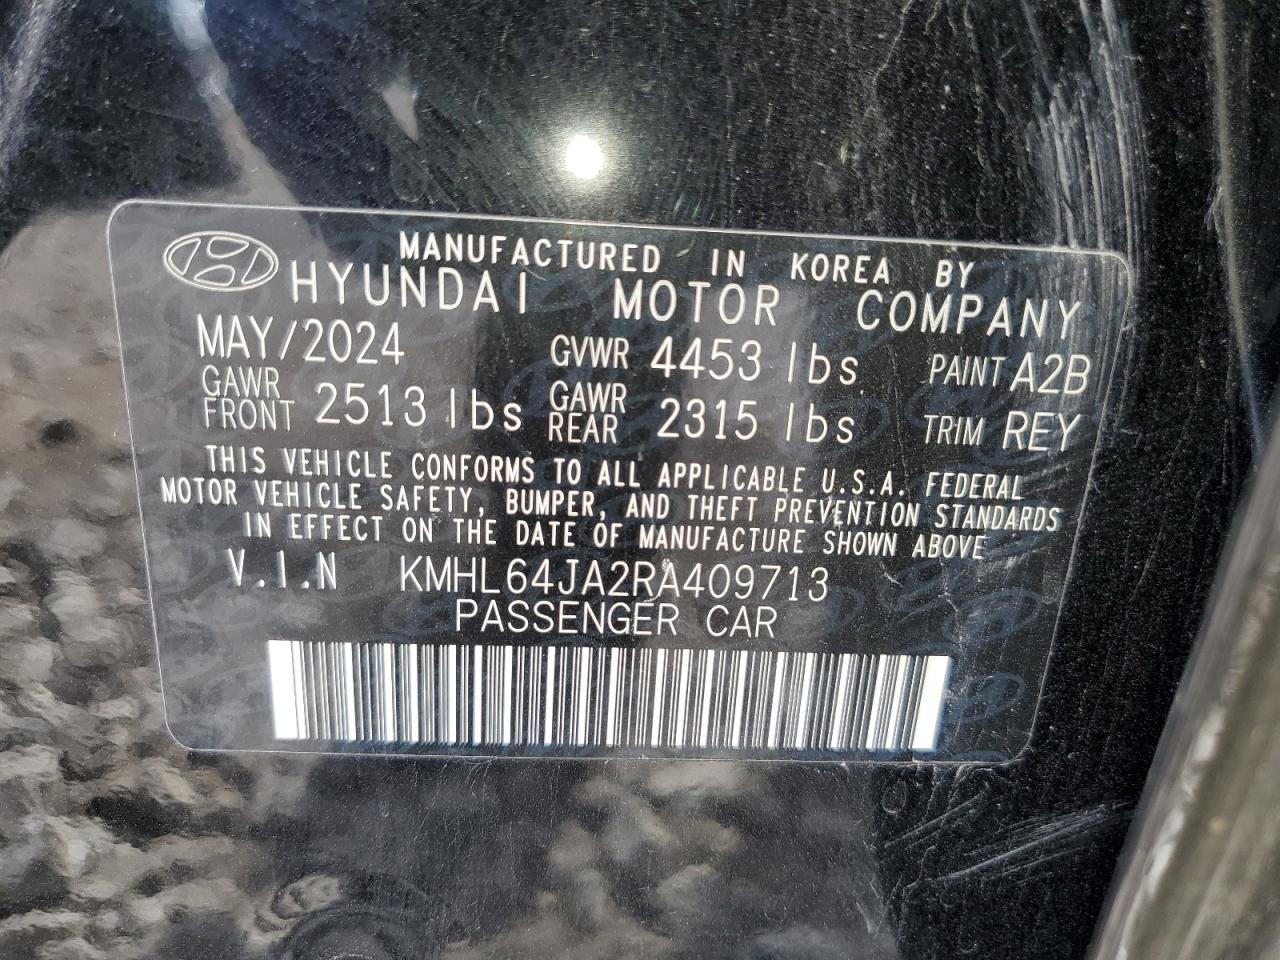 MANUFACTURED IN KOREA BY
HYUNDAI MOTOR COMPANY
MAY/2024 GVWR 4453 lbs PAINT A2B
GAWR FRONT 2513 lbs GAWR REAR 2315 lbs TRIM REY
THIS VEHICLE CONFORMS TO ALL APPLICABLE U.S.A. FEDERAL
MOTOR VEHICLE SAFETY, BUMPER, AND THEFT PREVENTION STANDARDS
IN EFFECT ON THE DATE OF MANUFACTURE SHOWN ABOVE
V.I.N KMHL64JA2RA409713
PASSENGER CAR